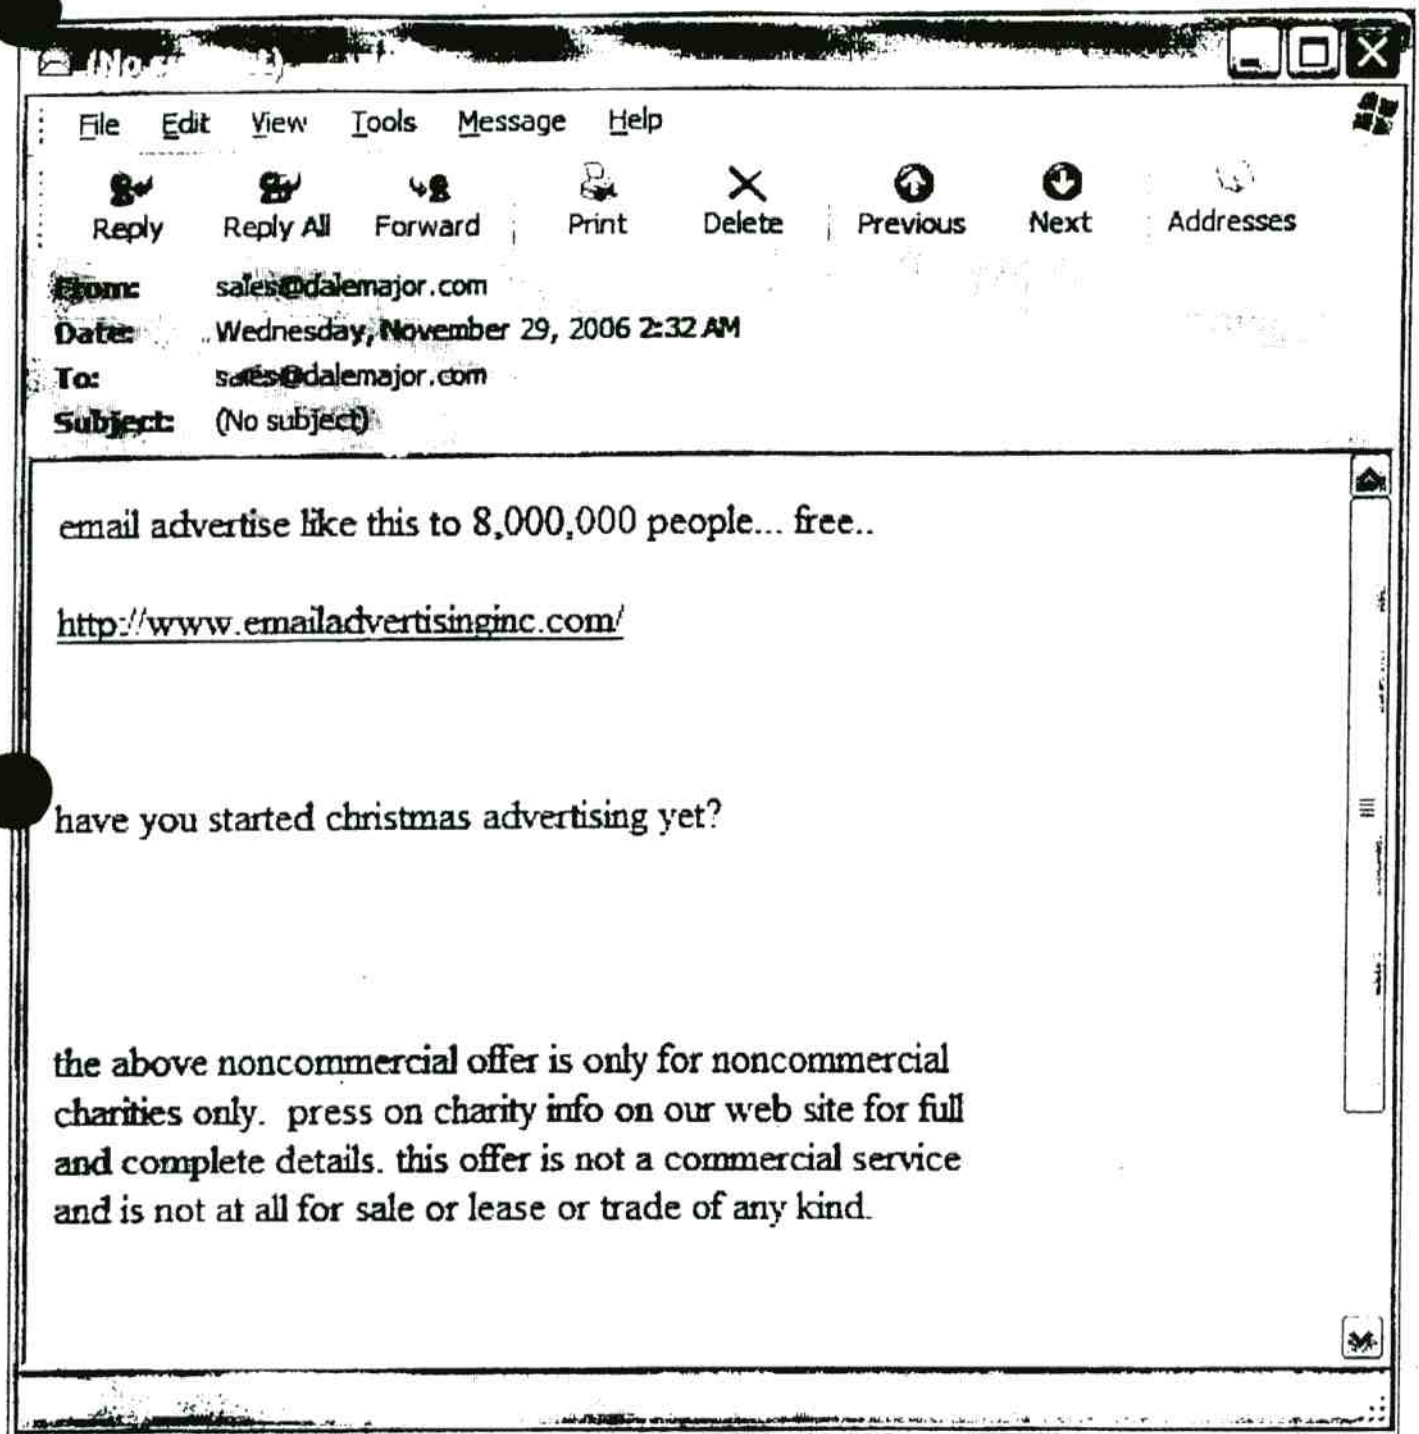 (No subject)
File Edit View Tools Message Help
Reply Reply All Forward Print Delete Previous Next Addresses
From: sales@dalemajor.com
Date: Wednesday, November 29, 2006 2:32 AM
To: sales@dalemajor.com
Subject: (No subject)
email advertise like this to 8,000,000 people... free..
http://www.emailadvertisinginc.com/
have you started christmas advertising yet?
the above noncommercial offer is only for noncommercial
charities only.  press on charity info on our web site for full
and complete details. this offer is not a commercial service
and is not at all for sale or lease or trade of any kind.